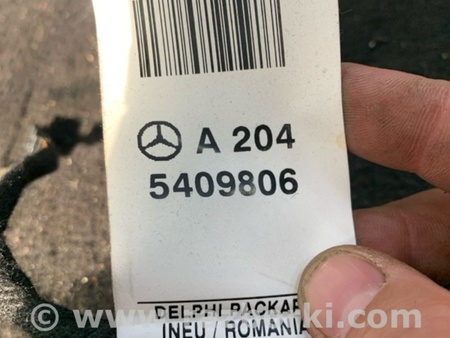 A 204
5409806
DELPHI PACKAR
INEU / ROMANIA